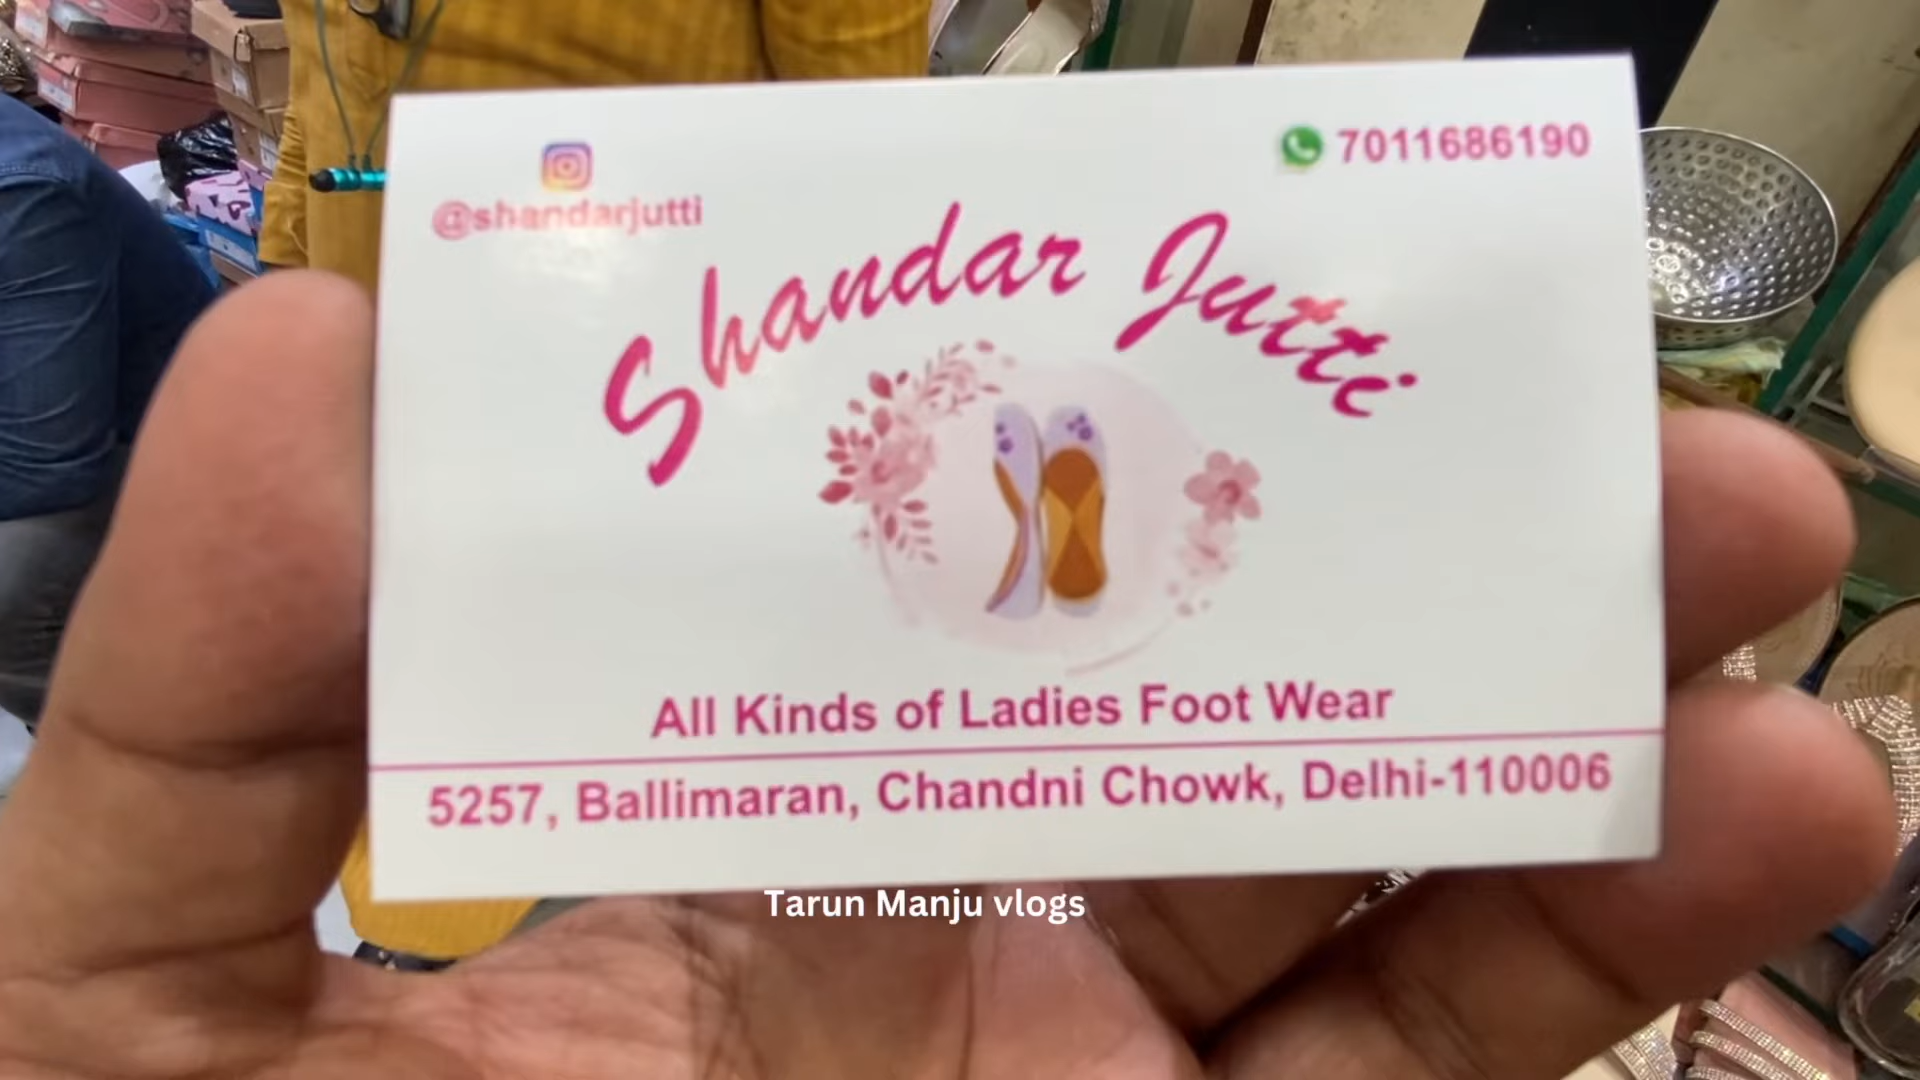 @shandarjutti
7011686190
Shandar Jutti
All Kinds of Ladies Foot Wear
5257, Ballimaran, Chandni Chowk, Delhi-110006
Tarun Manju vlogs